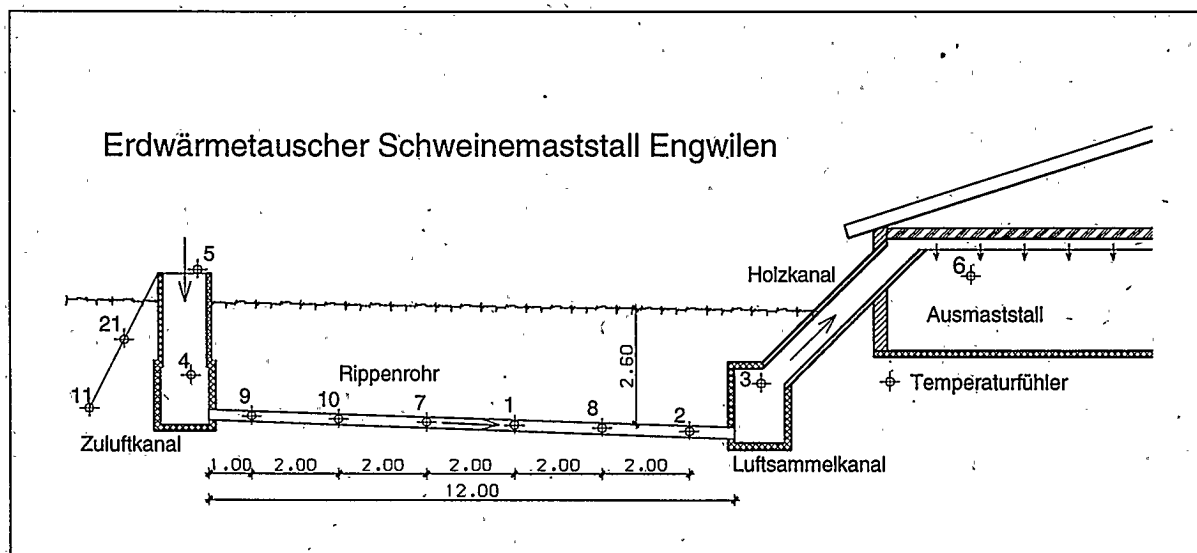 Erdwärmetauscher Schweinemaststall Engwilen
5
Holzkanal
6
21
Ausmaststall
4
Rippenrohr
2.60
3
Temperaturfühler
11
9
10
7
1
8
2
Zuluftkanal
Luftsammelkanal
1.00 2.00 2.00 2.00 2.00 2.00
12.00